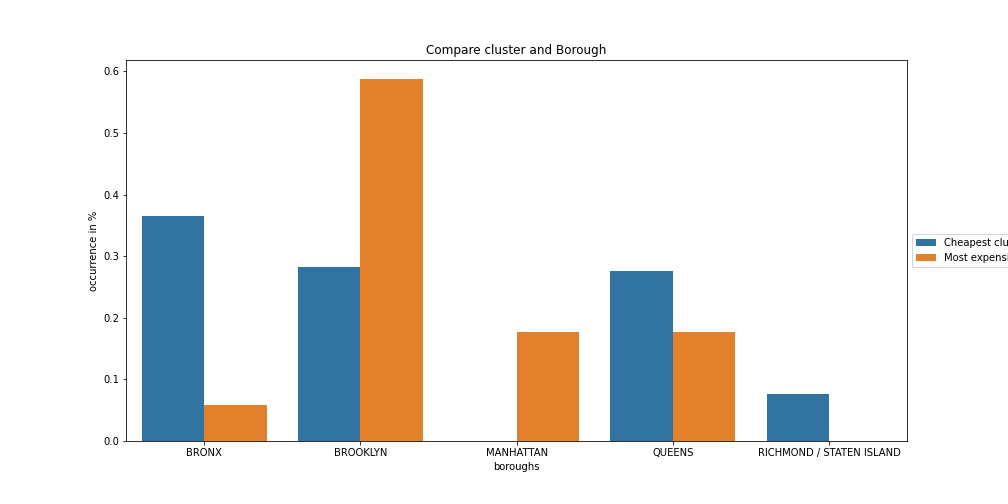 Compare cluster and Borough
0.6
0.5
0.4
0.3
0.2
0.1
0.0
occurrence in %
BRONX BROOKLYN MANHATTAN QUEENS RICHMOND / STATEN ISLAND
boroughs
Cheapest clu
Most expensi